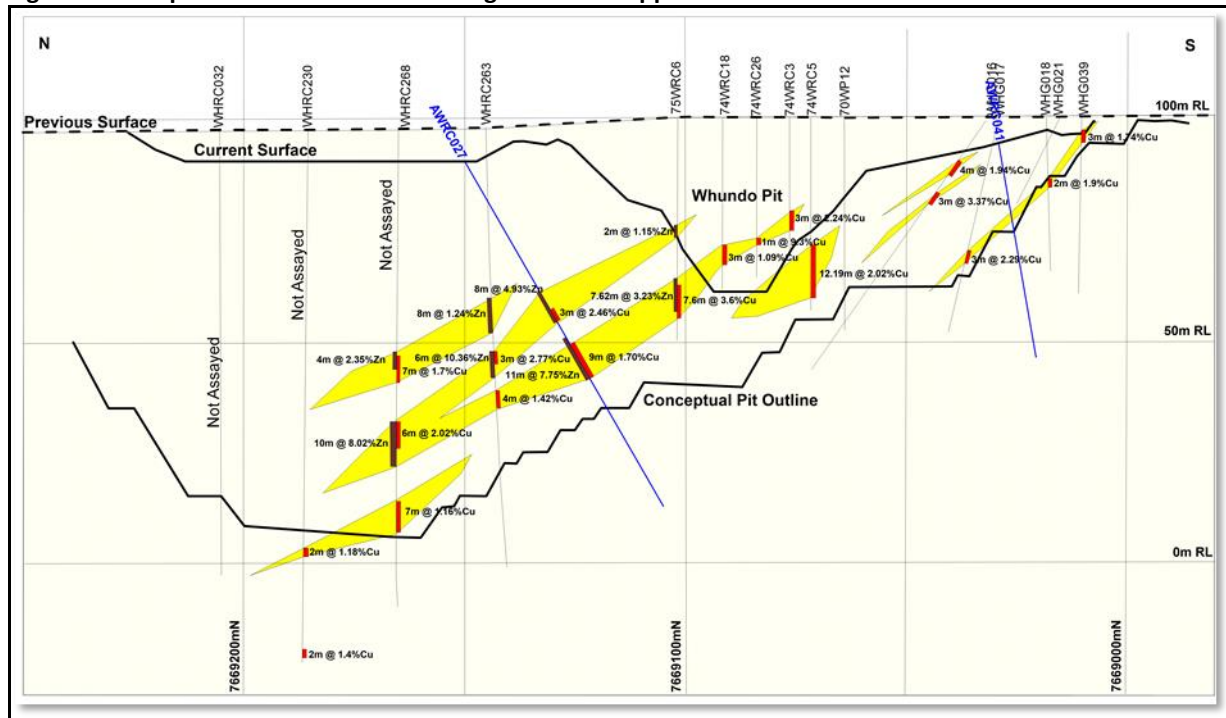 N
S
WHRC032
WHRC230
WHRC268
WHRC263
75WRC6
74WRC18
74WRC26
74WRC3
74WRC5
70WP12
WHG017
WHG018
WHG021
WHG039
AWRC027
100m RL
Previous Surface
Current Surface
Whundo Pit
Not Assayed
Not Assayed
Not Assayed
3m @ 1.74%Cu
4m @ 1.94%Cu
2m @ 1.9%Cu
3m @ 3.37%Cu
3m @ 2.24%Cu
2m @ 1.15%Zn
1m @ 9.3%Cu
3m @ 1.09%Cu
3m @ 2.29%Cu
12.19m @ 2.02%Cu
8m @ 4.93%Zn
7.62m @ 3.23%Zn
7.6m @ 3.6%Cu
8m @ 1.24%Zn
3m @ 2.46%Cu
50m RL
4m @ 2.35%Zn
6m @ 10.36%Zn
3m @ 2.77%Cu
9m @ 1.70%Cu
7m @ 1.7%Cu
11m @ 7.75%Zn
4m @ 1.42%Cu
Conceptual Pit Outline
6m @ 2.02%Cu
10m @ 8.02%Zn
7m @ 1.16%Cu
2m @ 1.18%Cu
0m RL
2m @ 1.4%Cu
7669200mN
7669100mN
7669000mN